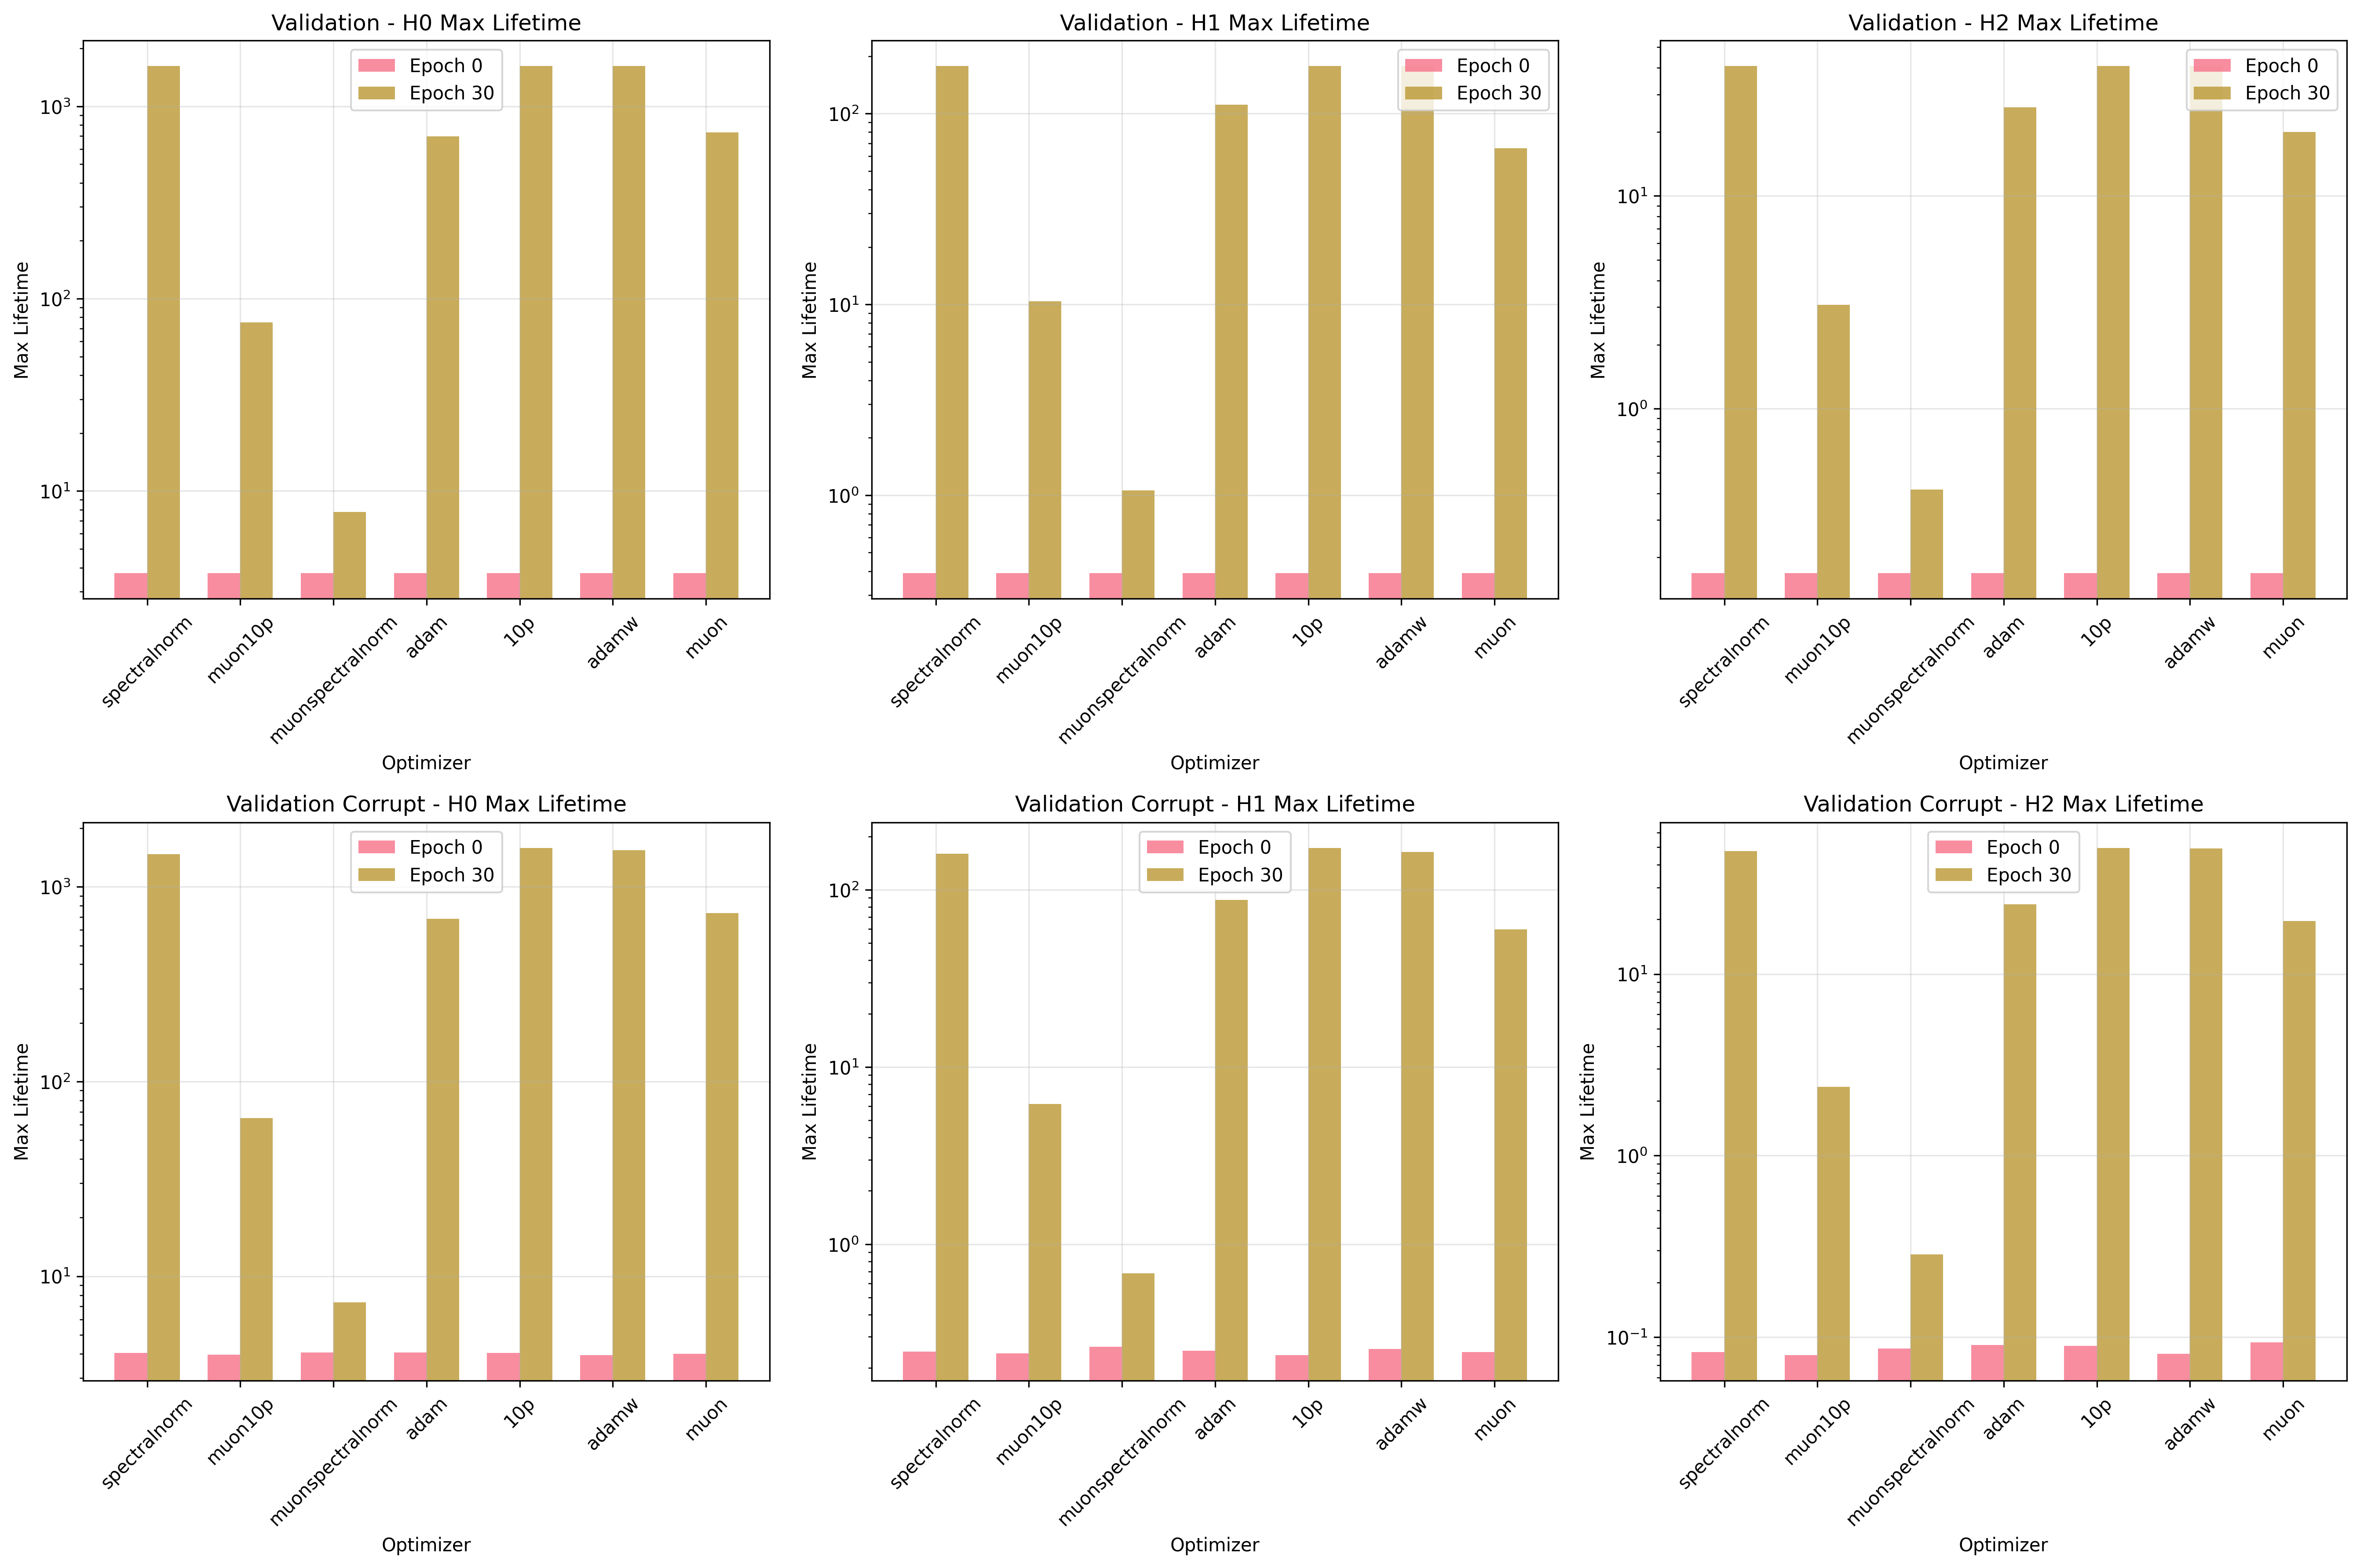 Validation - H0 Max Lifetime
Epoch 0
Epoch 30
10³
10²
10¹
Max Lifetime
spectralnorm
muon10p
muonspectralnorm
adam
10p
adamw
muon
Optimizer
Validation - H1 Max Lifetime
Epoch 0
Epoch 30
10²
10¹
10⁰
Max Lifetime
spectralnorm
muon10p
muonspectralnorm
adam
10p
adamw
muon
Optimizer
Validation - H2 Max Lifetime
Epoch 0
Epoch 30
10¹
10⁰
Max Lifetime
spectralnorm
muon10p
muonspectralnorm
adam
10p
adamw
muon
Optimizer
Validation Corrupt - H0 Max Lifetime
Epoch 0
Epoch 30
10³
10²
10¹
Max Lifetime
spectralnorm
muon10p
muonspectralnorm
adam
10p
adamw
muon
Optimizer
Validation Corrupt - H1 Max Lifetime
Epoch 0
Epoch 30
10²
10¹
10⁰
Max Lifetime
spectralnorm
muon10p
muonspectralnorm
adam
10p
adamw
muon
Optimizer
Validation Corrupt - H2 Max Lifetime
Epoch 0
Epoch 30
10¹
10⁰
10⁻¹
Max Lifetime
spectralnorm
muon10p
muonspectralnorm
adam
10p
adamw
muon
Optimizer